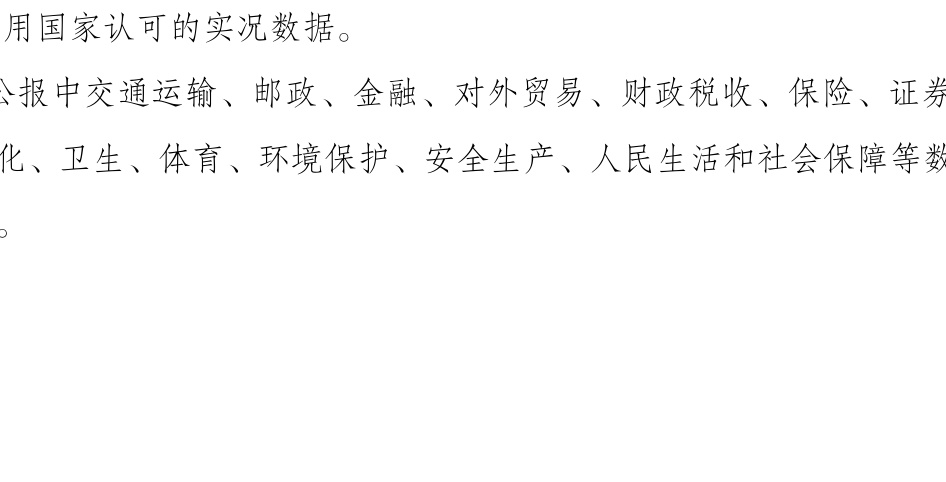 用国家认可的实况数据。
公报中交通运输、邮政、金融、对外贸易、财政税收、保险、证券
化、卫生、体育、环境保护、安全生产、人民生活和社会保障等数
。